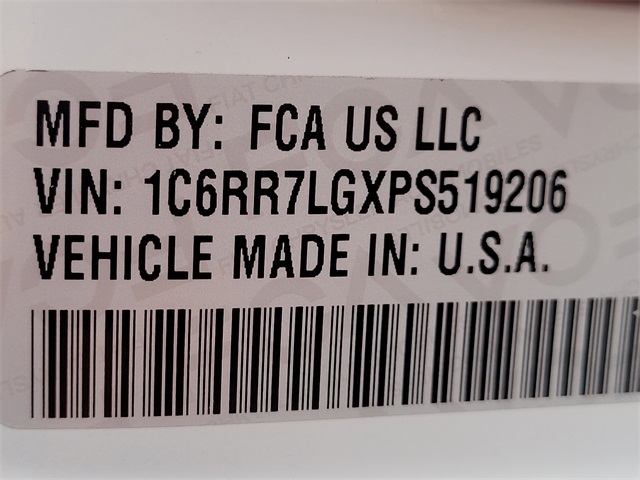 MFD BY: FCA US LLC
VIN: 1C6RR7LGXPS519206
VEHICLE MADE IN: U.S.A.